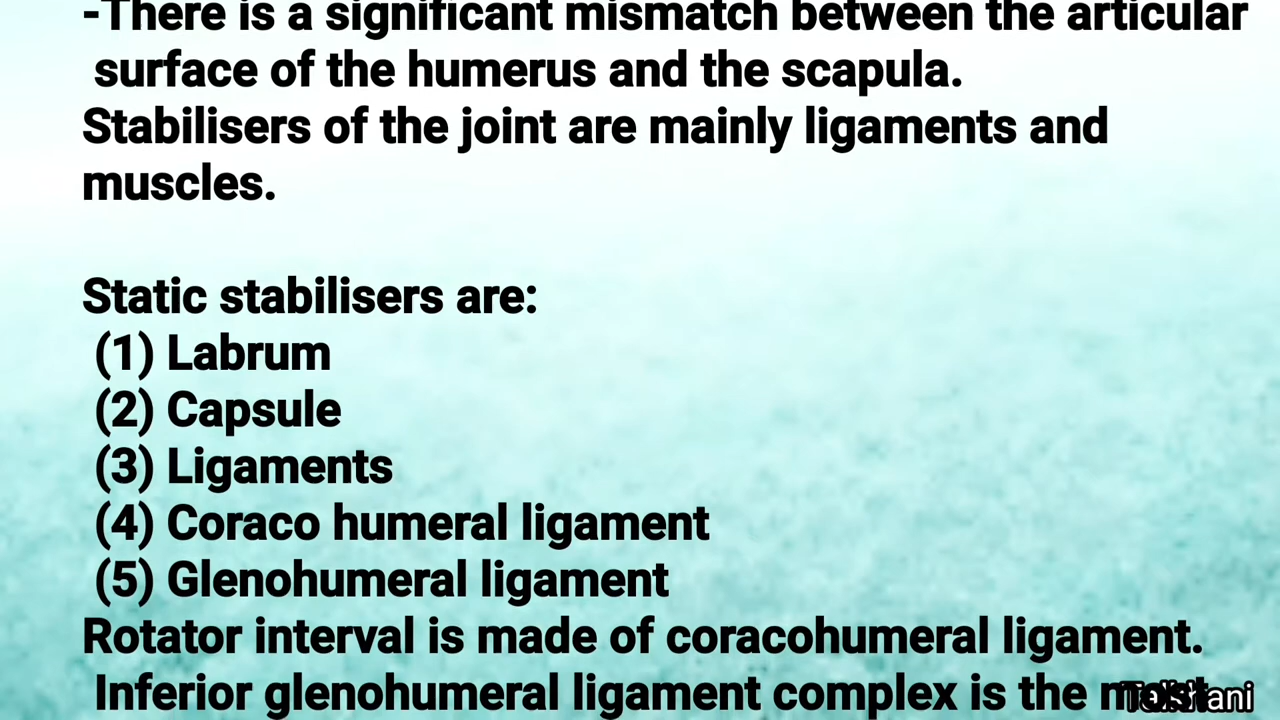 -There is a significant mismatch between the articular
surface of the humerus and the scapula.
Stabilisers of the joint are mainly ligaments and
muscles.
Static stabilisers are:
(1) Labrum
(2) Capsule
(3) Ligaments
(4) Coraco humeral ligament
(5) Glenohumeral ligament
Rotator interval is made of coracohumeral ligament.
Inferior glenohumeral ligament complex is the most